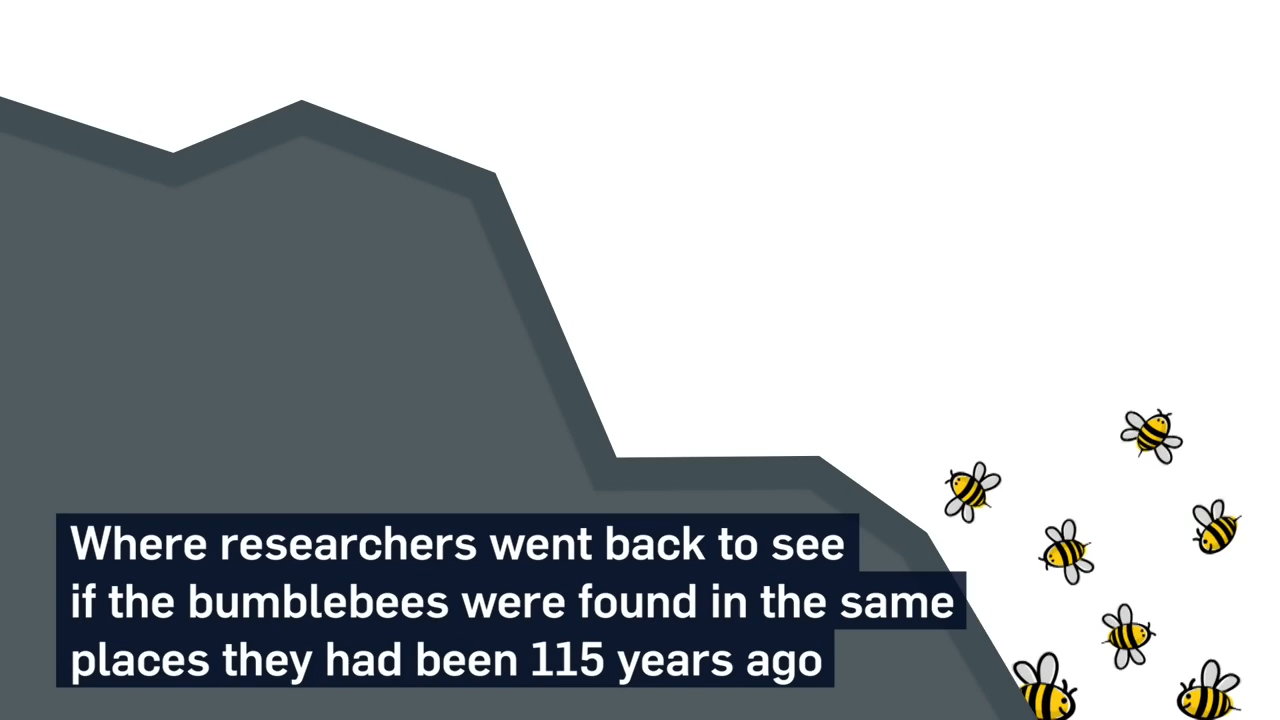 Where researchers went back to see
if the bumblebees were found in the same
places they had been 115 years ago